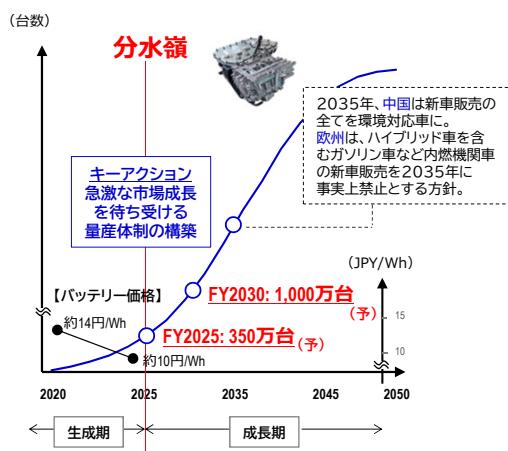 (台数)
分水嶺
2035年、中国は新車販売の
全てを環境対応車に。
欧州は、ハイブリッド車を含
むガソリン車など内燃機関車
の新車販売を2035年に
事実上禁止とする方針。
キーアクション
急激な市場成長
を待ち受ける
量産体制の構築
(JPY/Wh)
【バッテリー価格】
FY2030: 1,000万台
(予)
15
約14円/Wh
FY2025: 350万台
(予)
約10円/Wh
10
2020
2025
2035
2045
2050
生成期
成長期